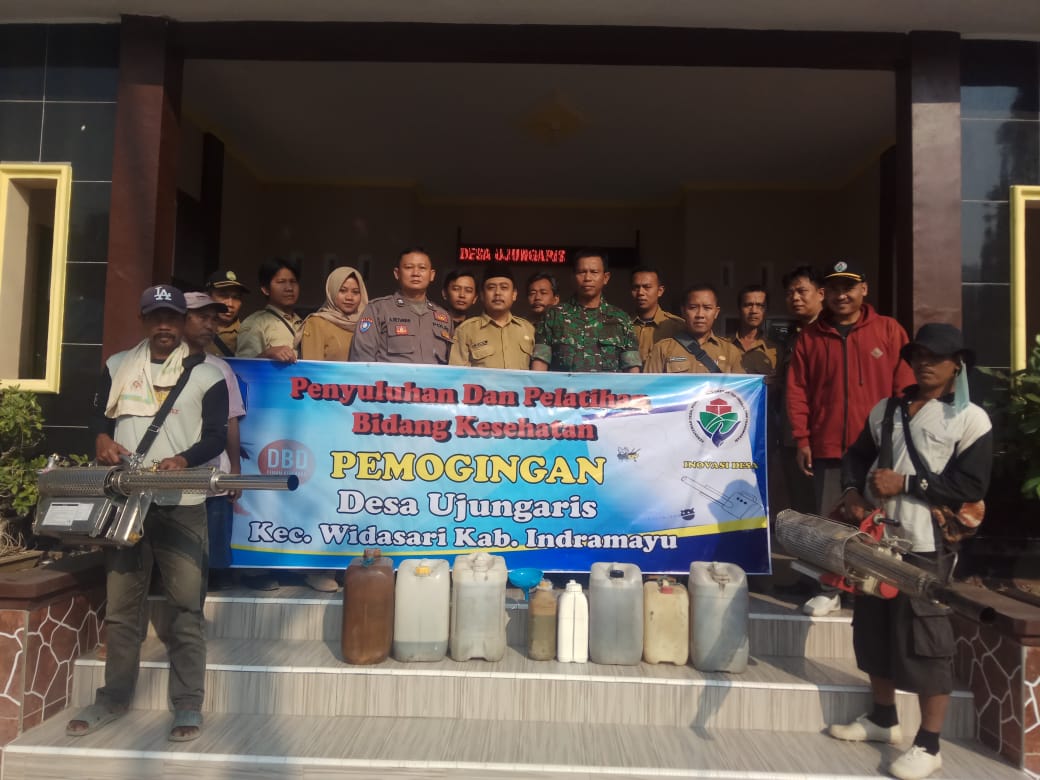 DESA UJUNGARIS
Penyuluhan Dan Pelatihan
Bidang Kesehatan
DBD
PEMOGINGAN
INOVASI DESA
Desa Ujungaris
Kec. Widasari Kab. Indramayu
LA